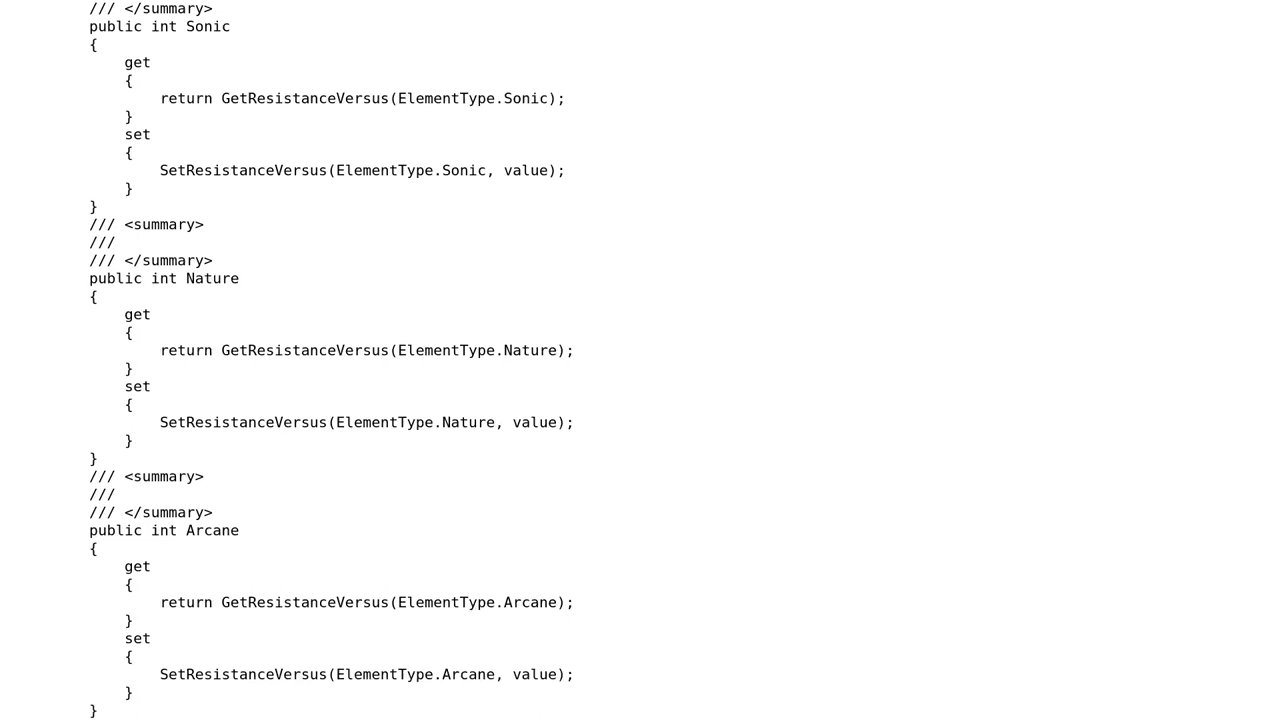 /// </summary>
public int Sonic
{
    get
    {
        return GetResistanceVersus(ElementType.Sonic);
    }
    set
    {
        SetResistanceVersus(ElementType.Sonic, value);
    }
}
/// <summary>
///
/// </summary>
public int Nature
{
    get
    {
        return GetResistanceVersus(ElementType.Nature);
    }
    set
    {
        SetResistanceVersus(ElementType.Nature, value);
    }
}
/// <summary>
///
/// </summary>
public int Arcane
{
    get
    {
        return GetResistanceVersus(ElementType.Arcane);
    }
    set
    {
        SetResistanceVersus(ElementType.Arcane, value);
    }
}